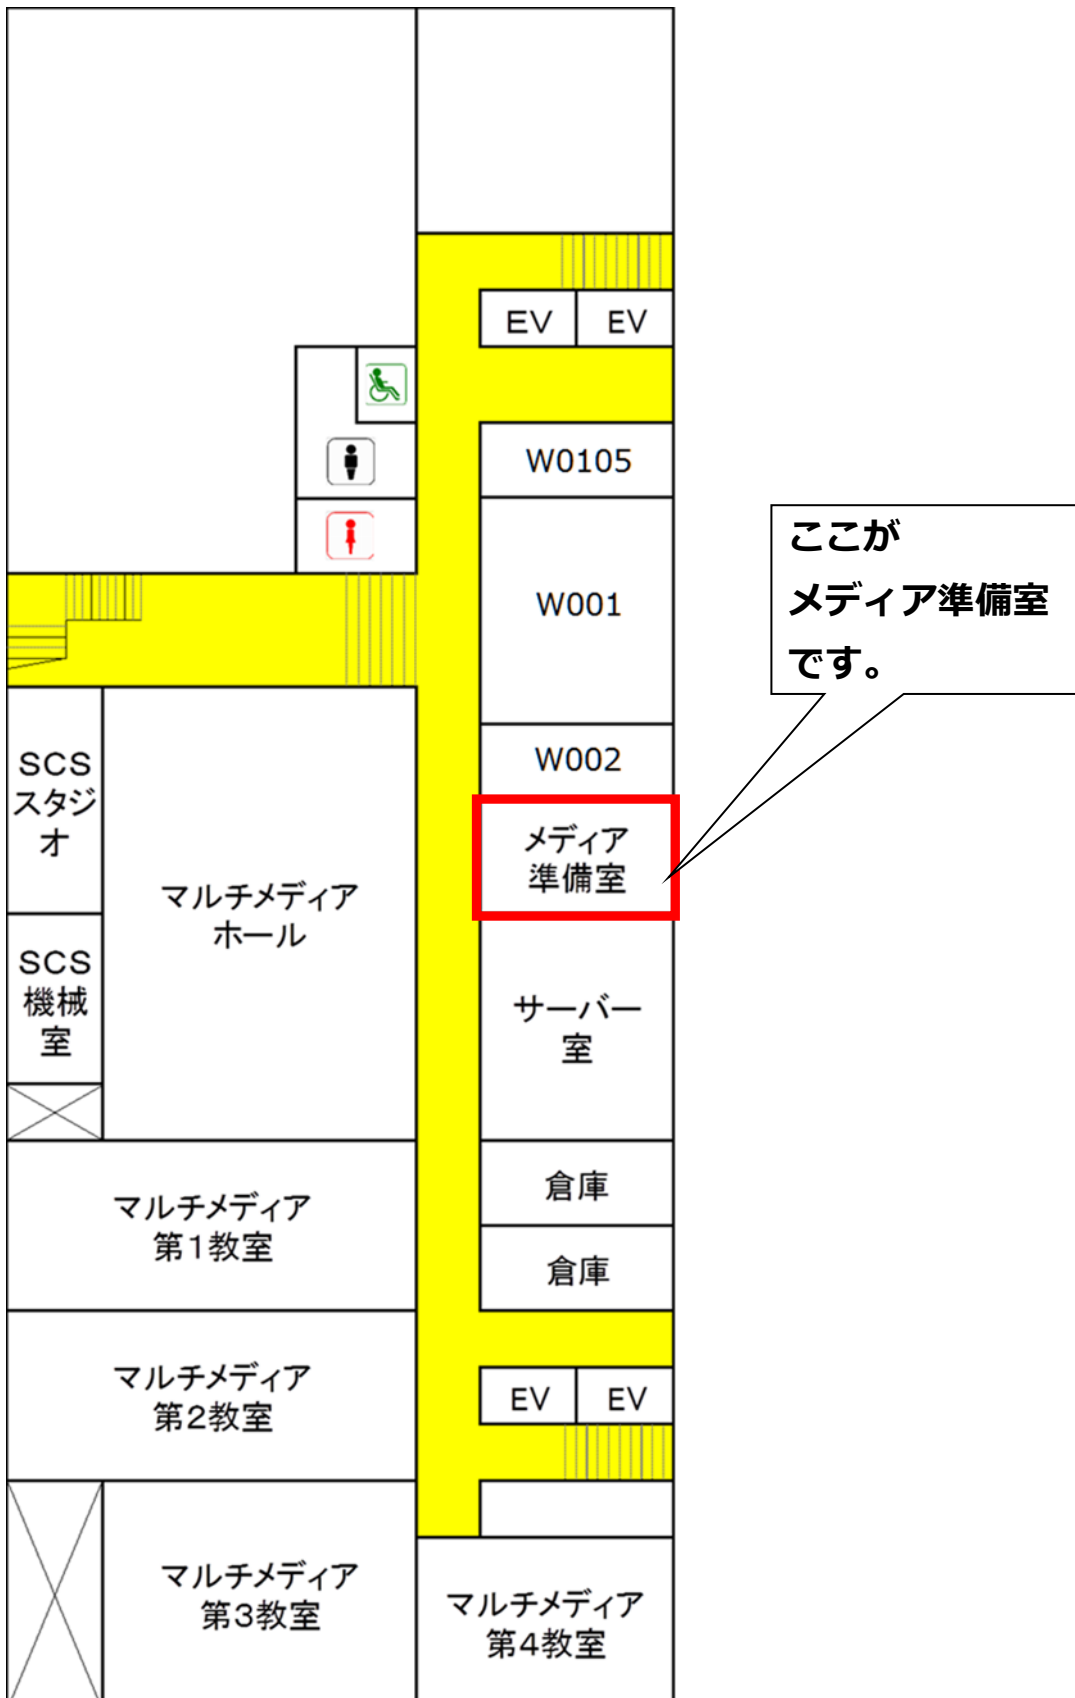 EV
EV
W0105
W001
ここが
メディア準備室
です。
W002
SCS
スタジ
オ
メディア
準備室
マルチメディア
ホール
SCS
機械
室
サーバー
室
マルチメディア
第1教室
倉庫
倉庫
マルチメディア
第2教室
EV
EV
マルチメディア
第3教室
マルチメディア
第4教室